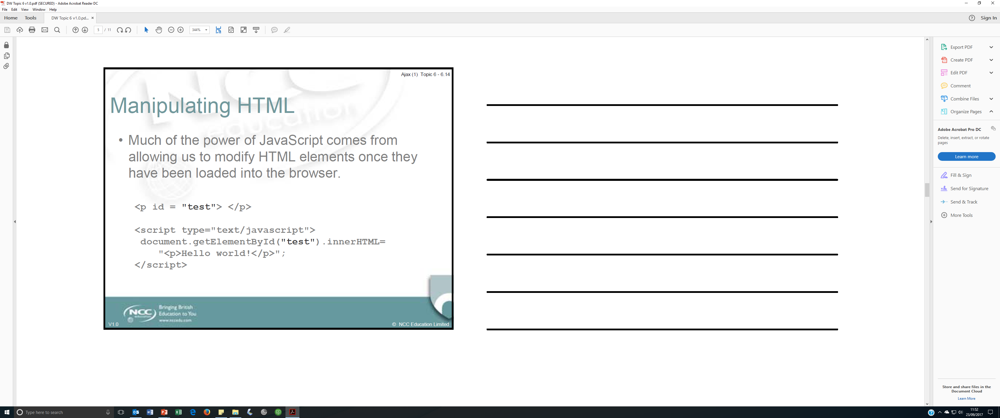 DW Topic 6 v1.0.pdf (SECURED) - Adobe Acrobat Reader DC
File Edit View Window Help
Home Tools DW Topic 6 v1.0.pd... × Sign In
5 / 11 344%
Ajax (1) Topic 6 - 6.14
Manipulating HTML
• Much of the power of JavaScript comes from
allowing us to modify HTML elements once they
have been loaded into the browser.
<p id = "test"> </p>
<script type="text/javascript">
document.getElementById("test").innerHTML=
"<p>Hello world!</p>";
</script>
NCC education
Bringing British
Education to You
www.nccedu.com
V1.0 © NCC Education Limited
Export PDF
Create PDF
Edit PDF
Comment
Combine Files
Organize Pages
Adobe Acrobat Pro DC
Delete, insert, extract, or rotate
pages
Learn more
Fill & Sign
Send for Signature
Send & Track
More Tools
Store and share files in the
Document Cloud
Learn More
Type here to search
11:52
23/09/2017